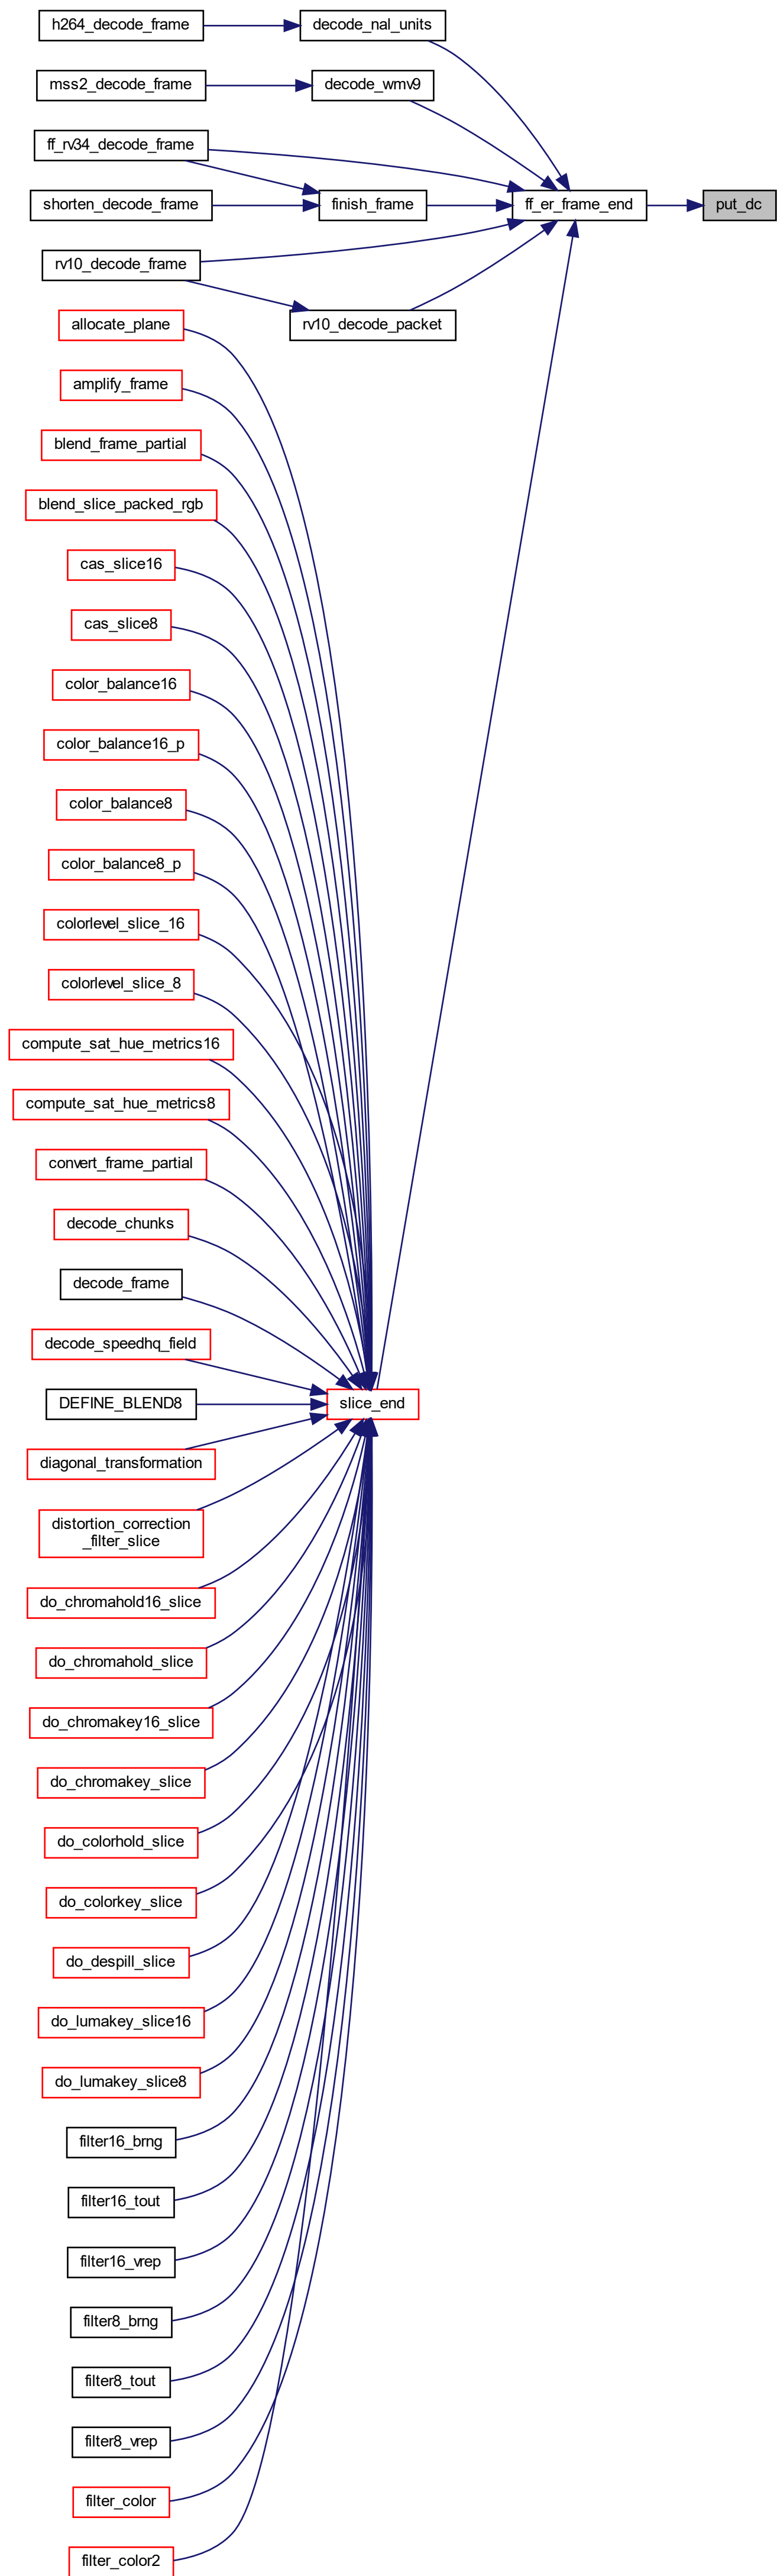 h264_decode_frame
decode_nal_units
mss2_decode_frame
decode_wmv9
ff_rv34_decode_frame
shorten_decode_frame
finish_frame
ff_er_frame_end
put_dc
rv10_decode_frame
rv10_decode_packet
allocate_plane
amplify_frame
blend_frame_partial
blend_slice_packed_rgb
cas_slice16
cas_slice8
color_balance16
color_balance16_p
color_balance8
color_balance8_p
colorlevel_slice_16
colorlevel_slice_8
compute_sat_hue_metrics16
compute_sat_hue_metrics8
convert_frame_partial
decode_chunks
decode_frame
decode_speedhq_field
DEFINE_BLEND8
slice_end
diagonal_transformation
distortion_correction
_filter_slice
do_chromahold16_slice
do_chromahold_slice
do_chromakey16_slice
do_chromakey_slice
do_colorhold_slice
do_colorkey_slice
do_despill_slice
do_lumakey_slice16
do_lumakey_slice8
filter16_brng
filter16_tout
filter16_vrep
filter8_brng
filter8_tout
filter8_vrep
filter_color
filter_color2